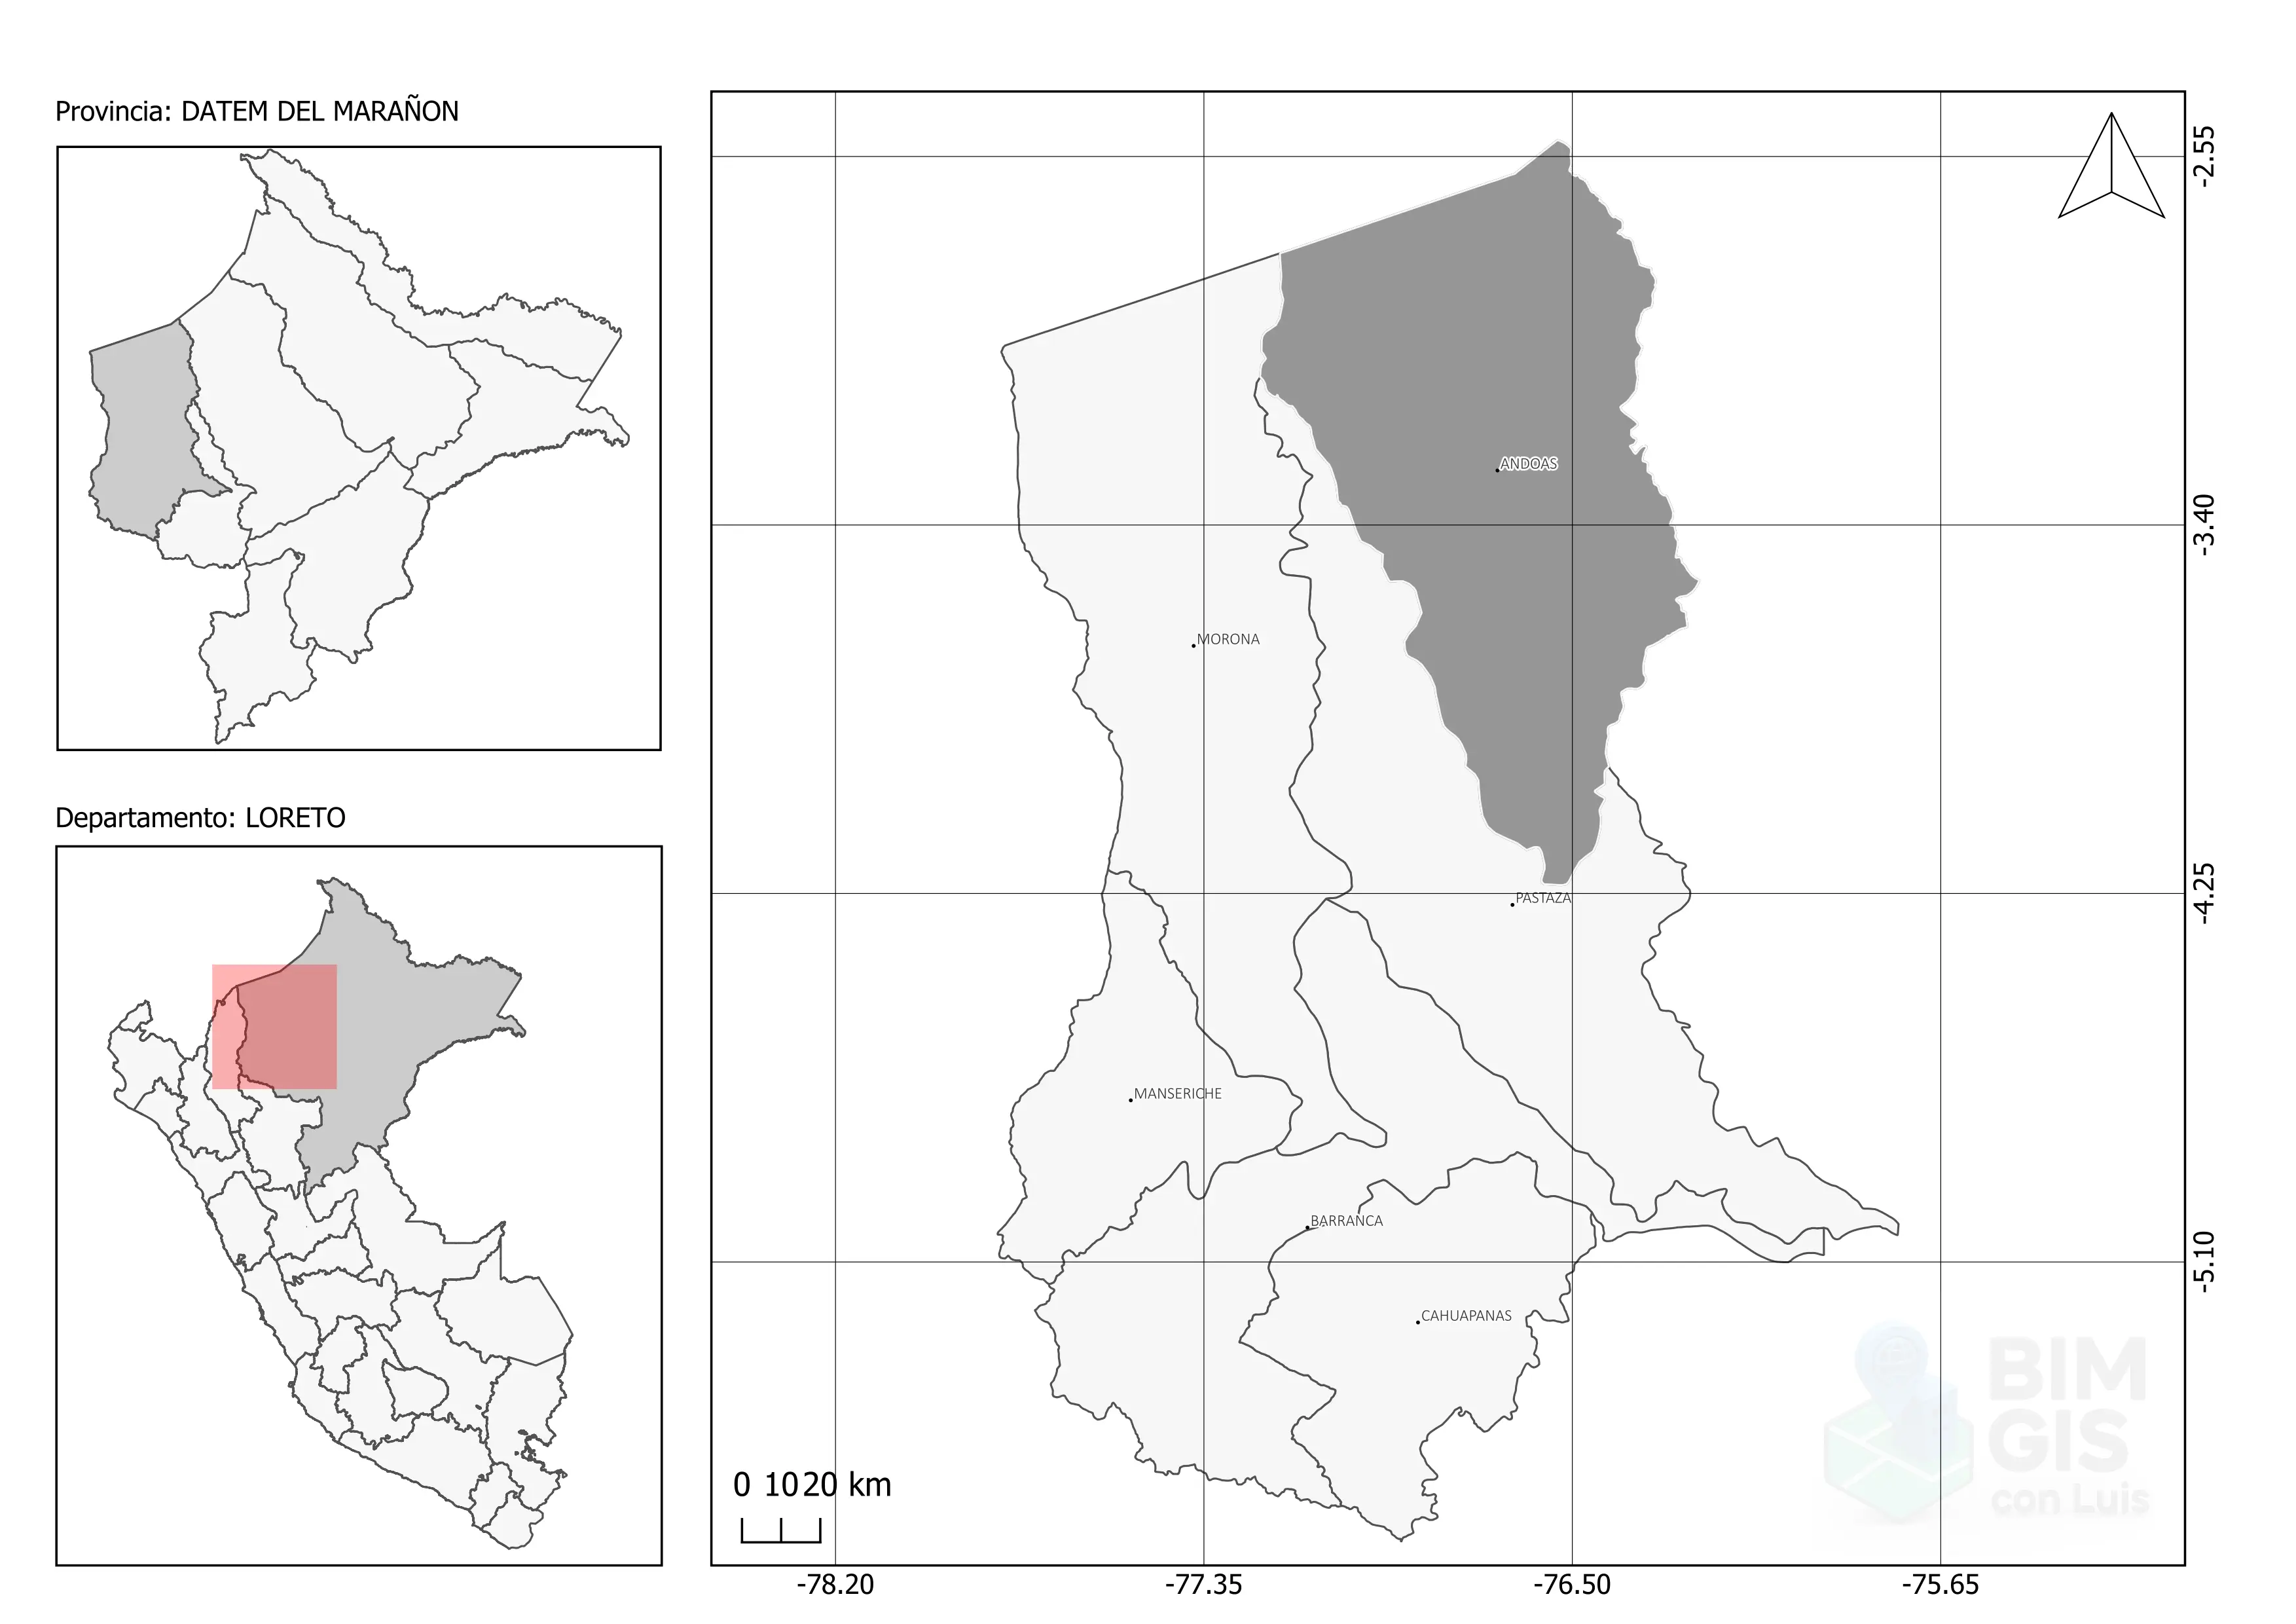 Provincia: DATEM DEL MARAÑON
Departamento: LORETO
-2.55
ANDOAS
-3.40
MORONA
-4.25
PASTAZA
MANSERICHE
BARRANCA
-5.10
CAHUAPANAS
BIM
GIS
con Luis
0 10 20 km
-78.20 -77.35 -76.50 -75.65